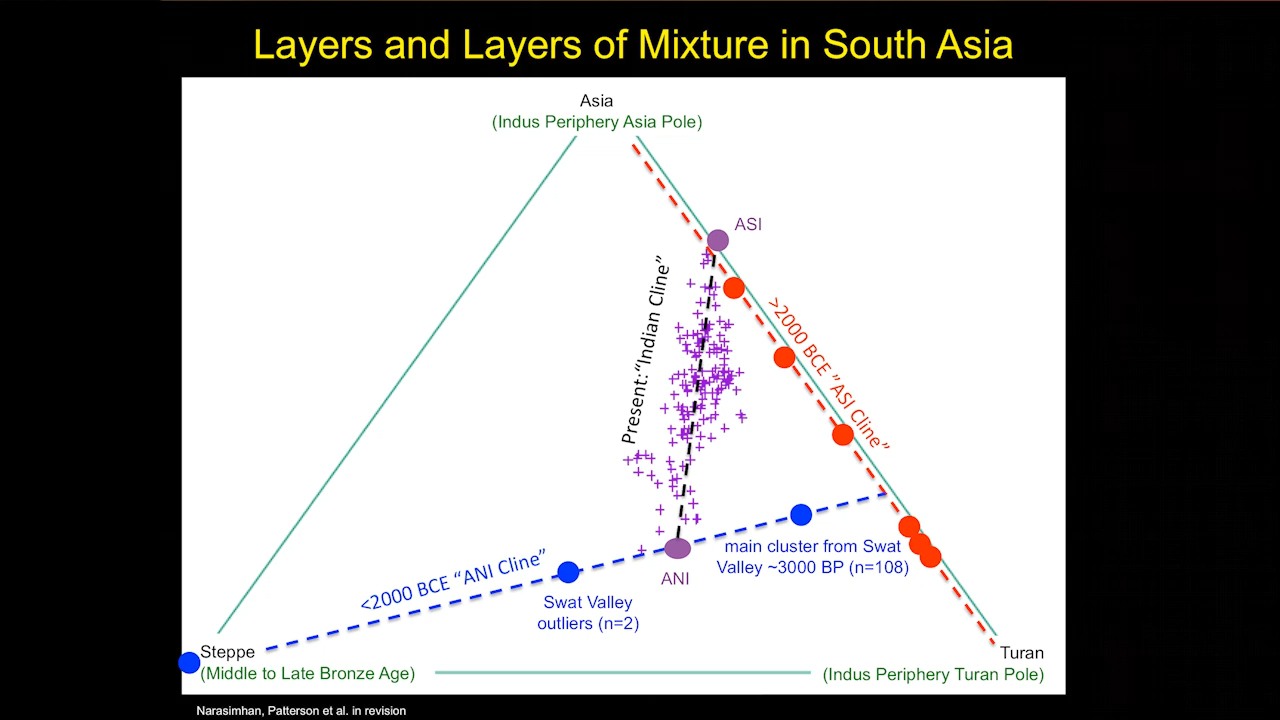 Layers and Layers of Mixture in South Asia
Asia
(Indus Periphery Asia Pole)
ASI
Present:“Indian Cline”
>2000 BCE ”ASI Cline”
main cluster from Swat
Valley ~3000 BP (n=108)
ANI
<2000 BCE “ANI Cline”
Swat Valley
outliers (n=2)
Steppe
(Middle to Late Bronze Age)
Turan
(Indus Periphery Turan Pole)
Narasimhan, Patterson et al. in revision